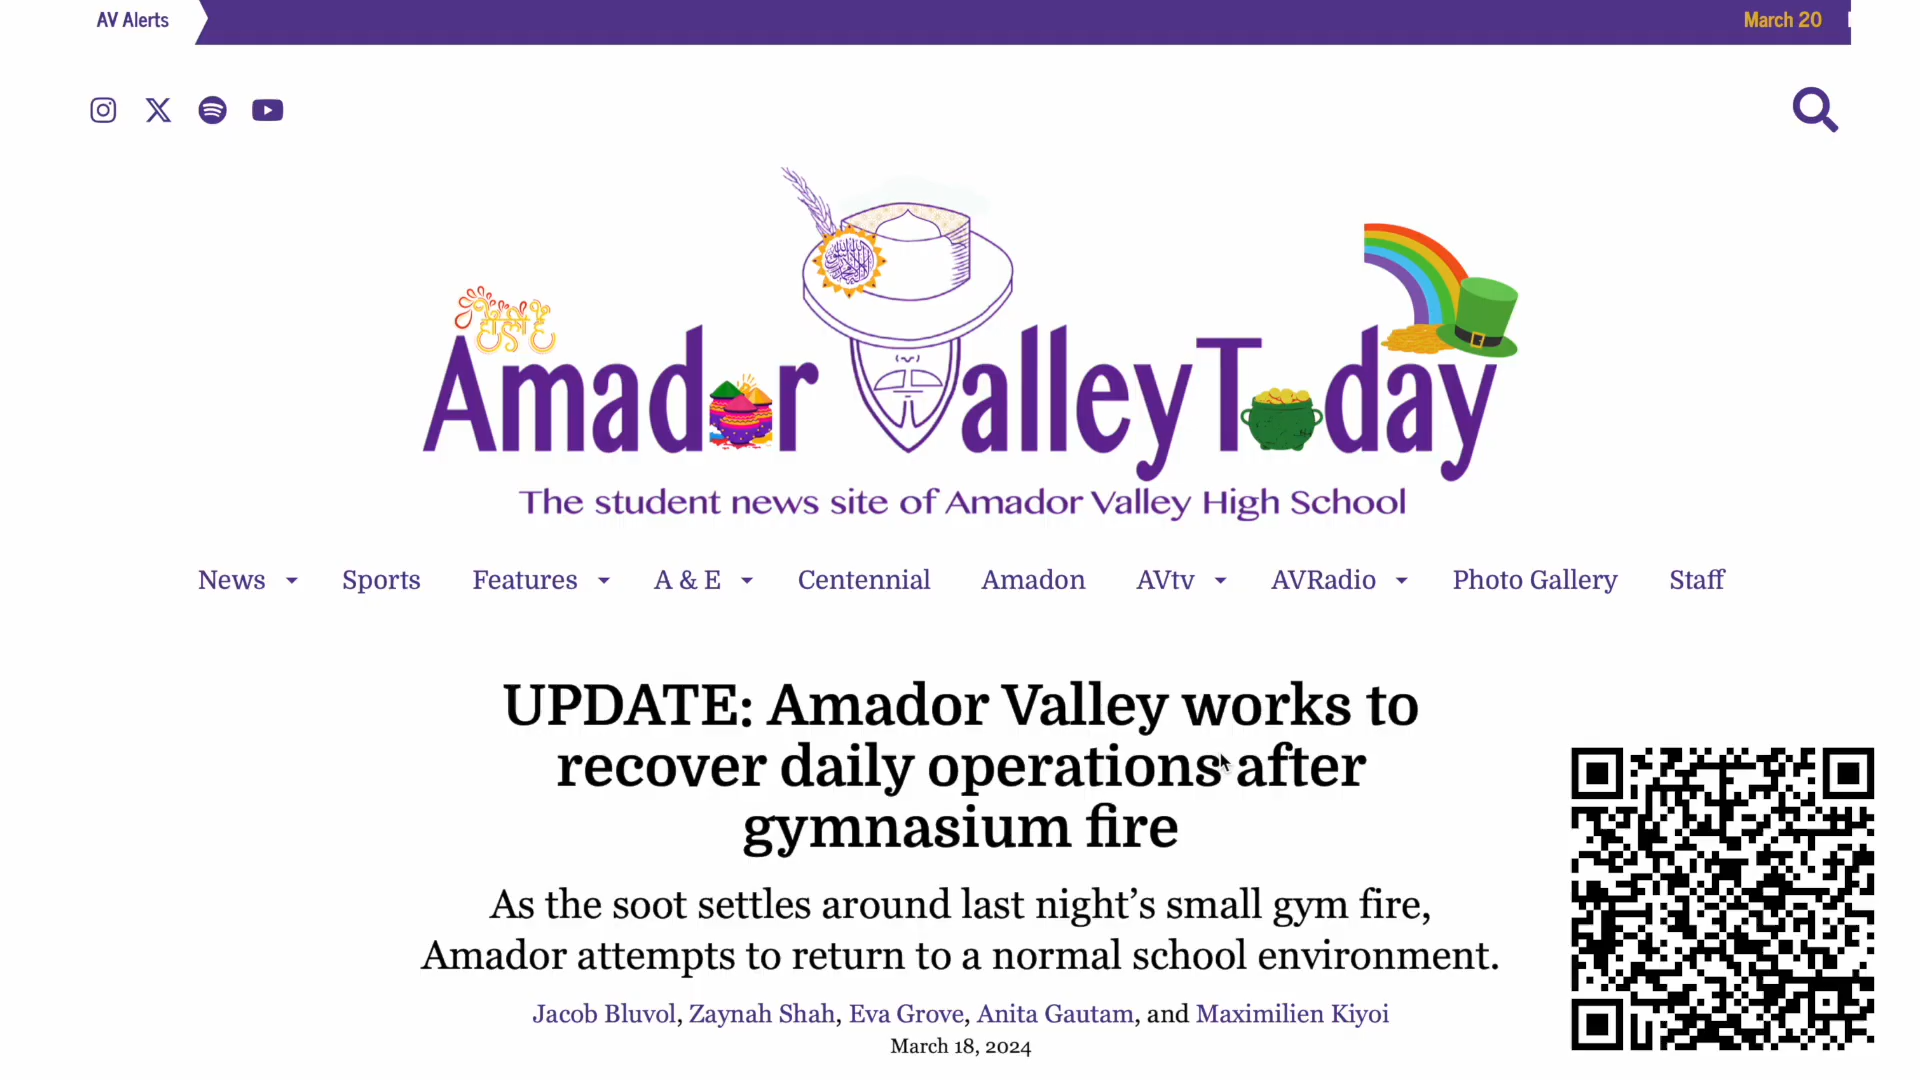 AV Alerts
March 20
होली है
Amador Valley Today
The student news site of Amador Valley High School
News Sports Features A & E Centennial Amadon AVtv AVRadio Photo Gallery Staff
UPDATE: Amador Valley works to
recover daily operations after
gymnasium fire
As the soot settles around last night’s small gym fire,
Amador attempts to return to a normal school environment.
Jacob Bluvol, Zaynah Shah, Eva Grove, Anita Gautam, and Maximilien Kiyoi
March 18, 2024